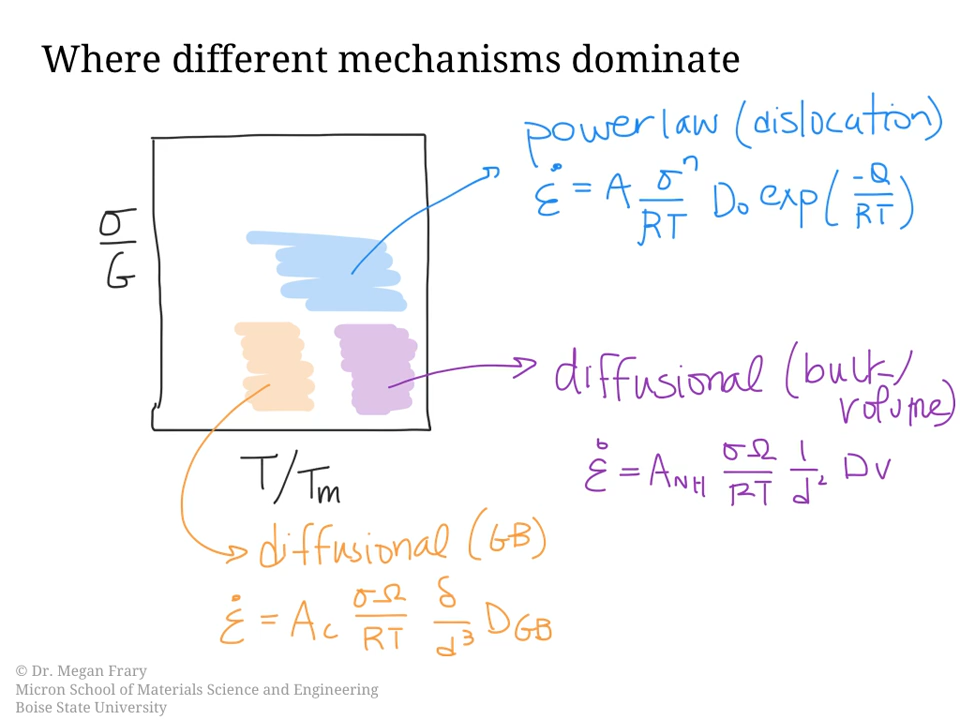 Where different mechanisms dominate
power law (dislocation)
ε̇ = A σⁿ/RT D₀ exp(-Q/RT)
σ/G
diffusional (bulk/
volume)
ε̇ = A_NH σΩ/RT 1/d² Dv
T/Tm
diffusional (GB)
ε̇ = A_C σΩ/RT δ/d³ D_GB
© Dr. Megan Frary
Micron School of Materials Science and Engineering
Boise State University